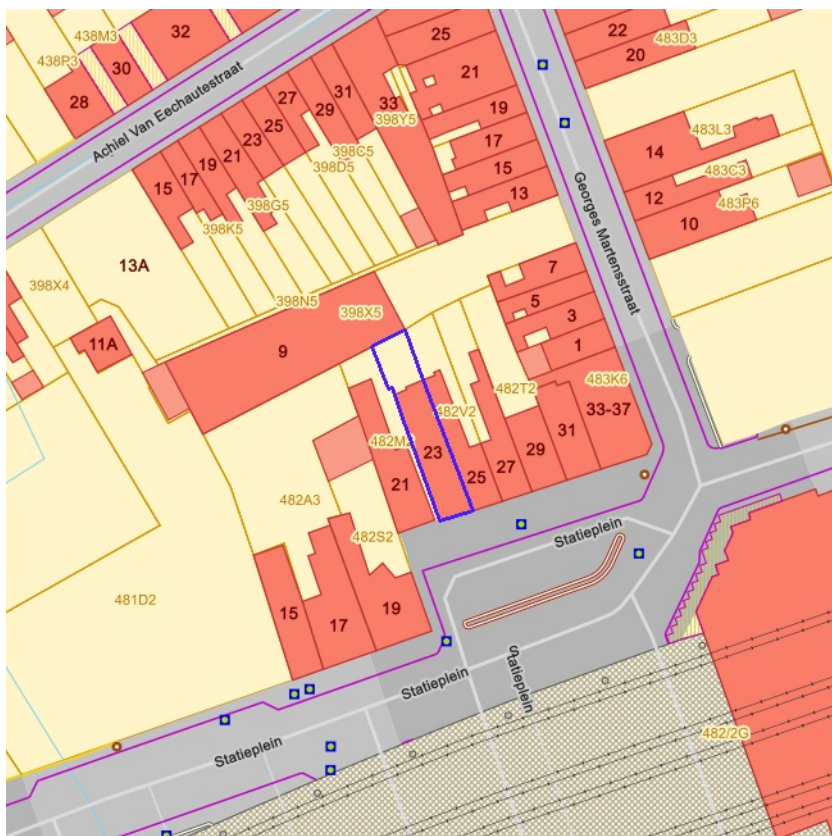 438M3
32
25
22
483D3
438P3
30
20
28
Achiel Van Eechautestraat
31
27
29
33
21
398Y5
25
19
23
17
483L3
21
398C5
14
19
398D5
15
17
483C3
15
13
12
398G5
483P6
398K5
10
Georges Martensstraat
13A
398X4
7
398N5
398X5
5
3
11A
9
1
482T2
483K6
482V2
33-37
482M2
23
31
29
27
25
482A3
21
Statieplein
482S2
481D2
15
17
19
Statieplein
Statieplein
Statieplein
482/2G